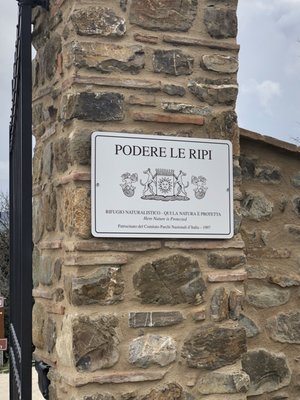 PODERE LE RIPI
RIFUGIO NATURALISTICO - QUI LA NATURA È PROTETTA
Here Nature is Protected
Patrocinato del Comitato Parchi Nazionali d'Italia - 1997